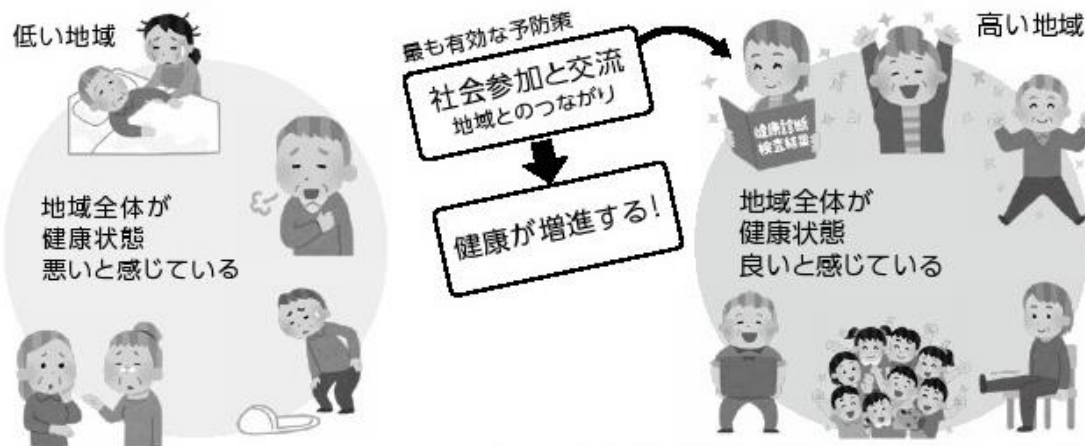 低い地域
地域全体が
健康状態
悪いと感じている
最も有効な予防策
社会参加と交流
地域とのつながり
健康が増進する!
高い地域
健康診断
検査結果
地域全体が
健康状態
良いと感じている